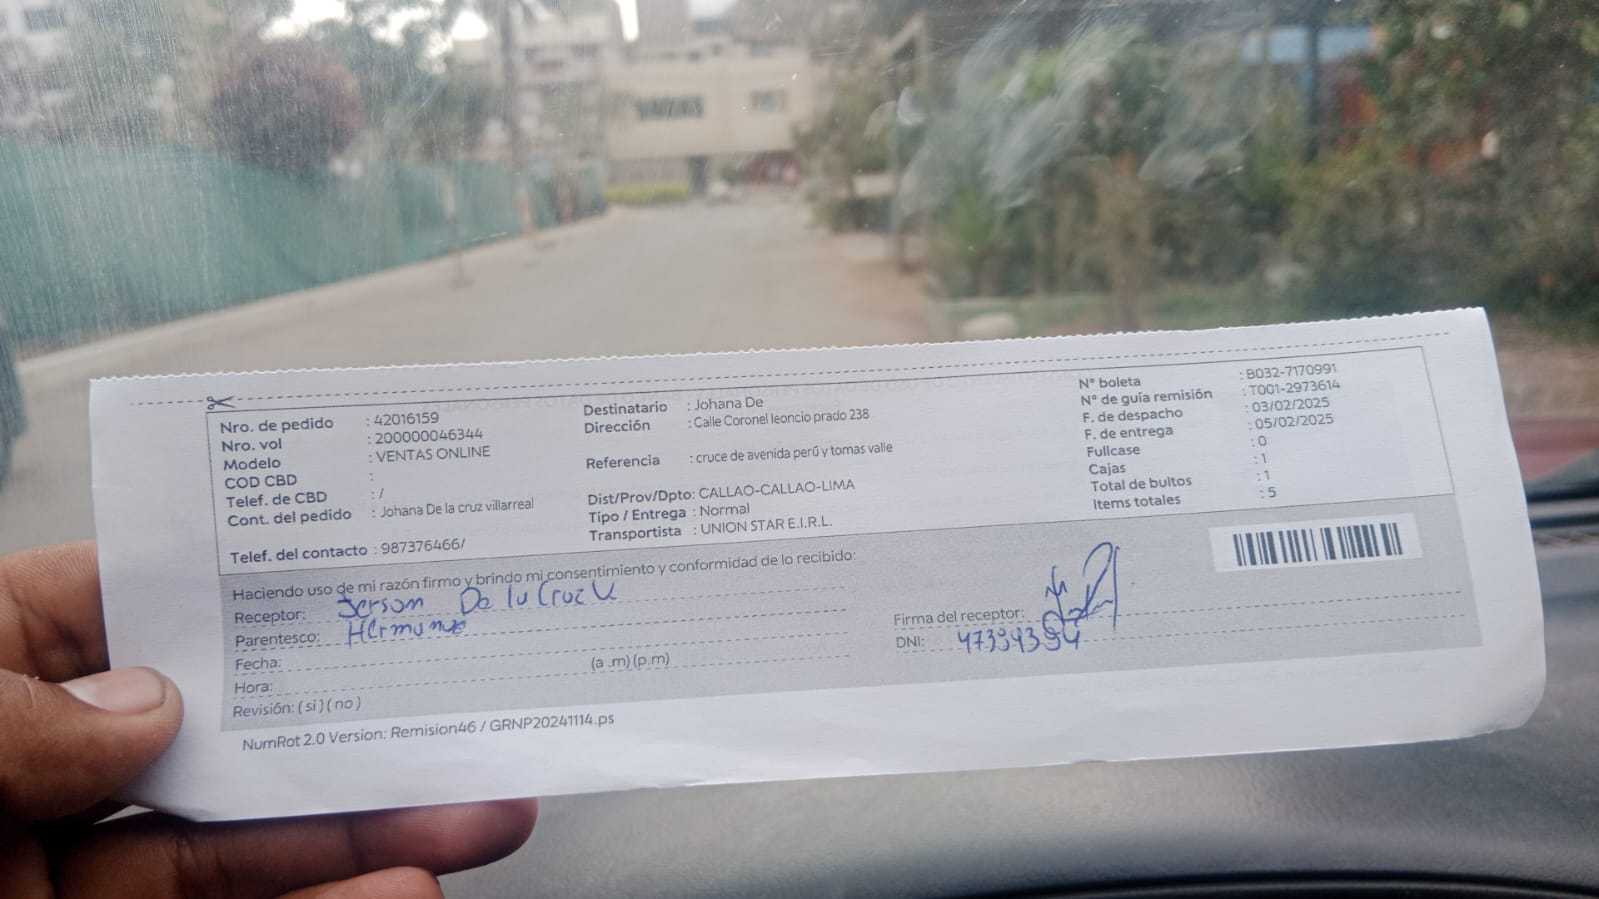 Nro. de pedido : 42016159
Nro. vol : 200000046344
Modelo : VENTAS ONLINE
COD CBD :
Telef. de CBD : /
Cont. del pedido : Johana De la cruz villarreal
Telef. del contacto : 987376466/
Destinatario : Johana De
Dirección : Calle Coronel leoncio prado 238
Referencia : cruce de avenida perú y tomas valle
Dist/Prov/Dpto: CALLAO-CALLAO-LIMA
Tipo / Entrega : Normal
Transportista : UNION STAR E.I.R.L.
N° boleta : B032-7170991
N° de guía remisión : T001-2973614
F. de despacho : 03/02/2025
F. de entrega : 05/02/2025
Fullcase : 0
Cajas : 1
Total de bultos : 1
Items totales : 5
Haciendo uso de mi razón firmo y brindo mi consentimiento y conformidad de lo recibido:
Receptor: Jerson De la Cruz V
Parentesco: Hermano
Fecha:
Hora: (a .m) (p.m)
Revisión: ( si ) ( no )
Firma del receptor:
DNI:
NumRot 2.0 Version: Remision46 / GRNP20241114.ps